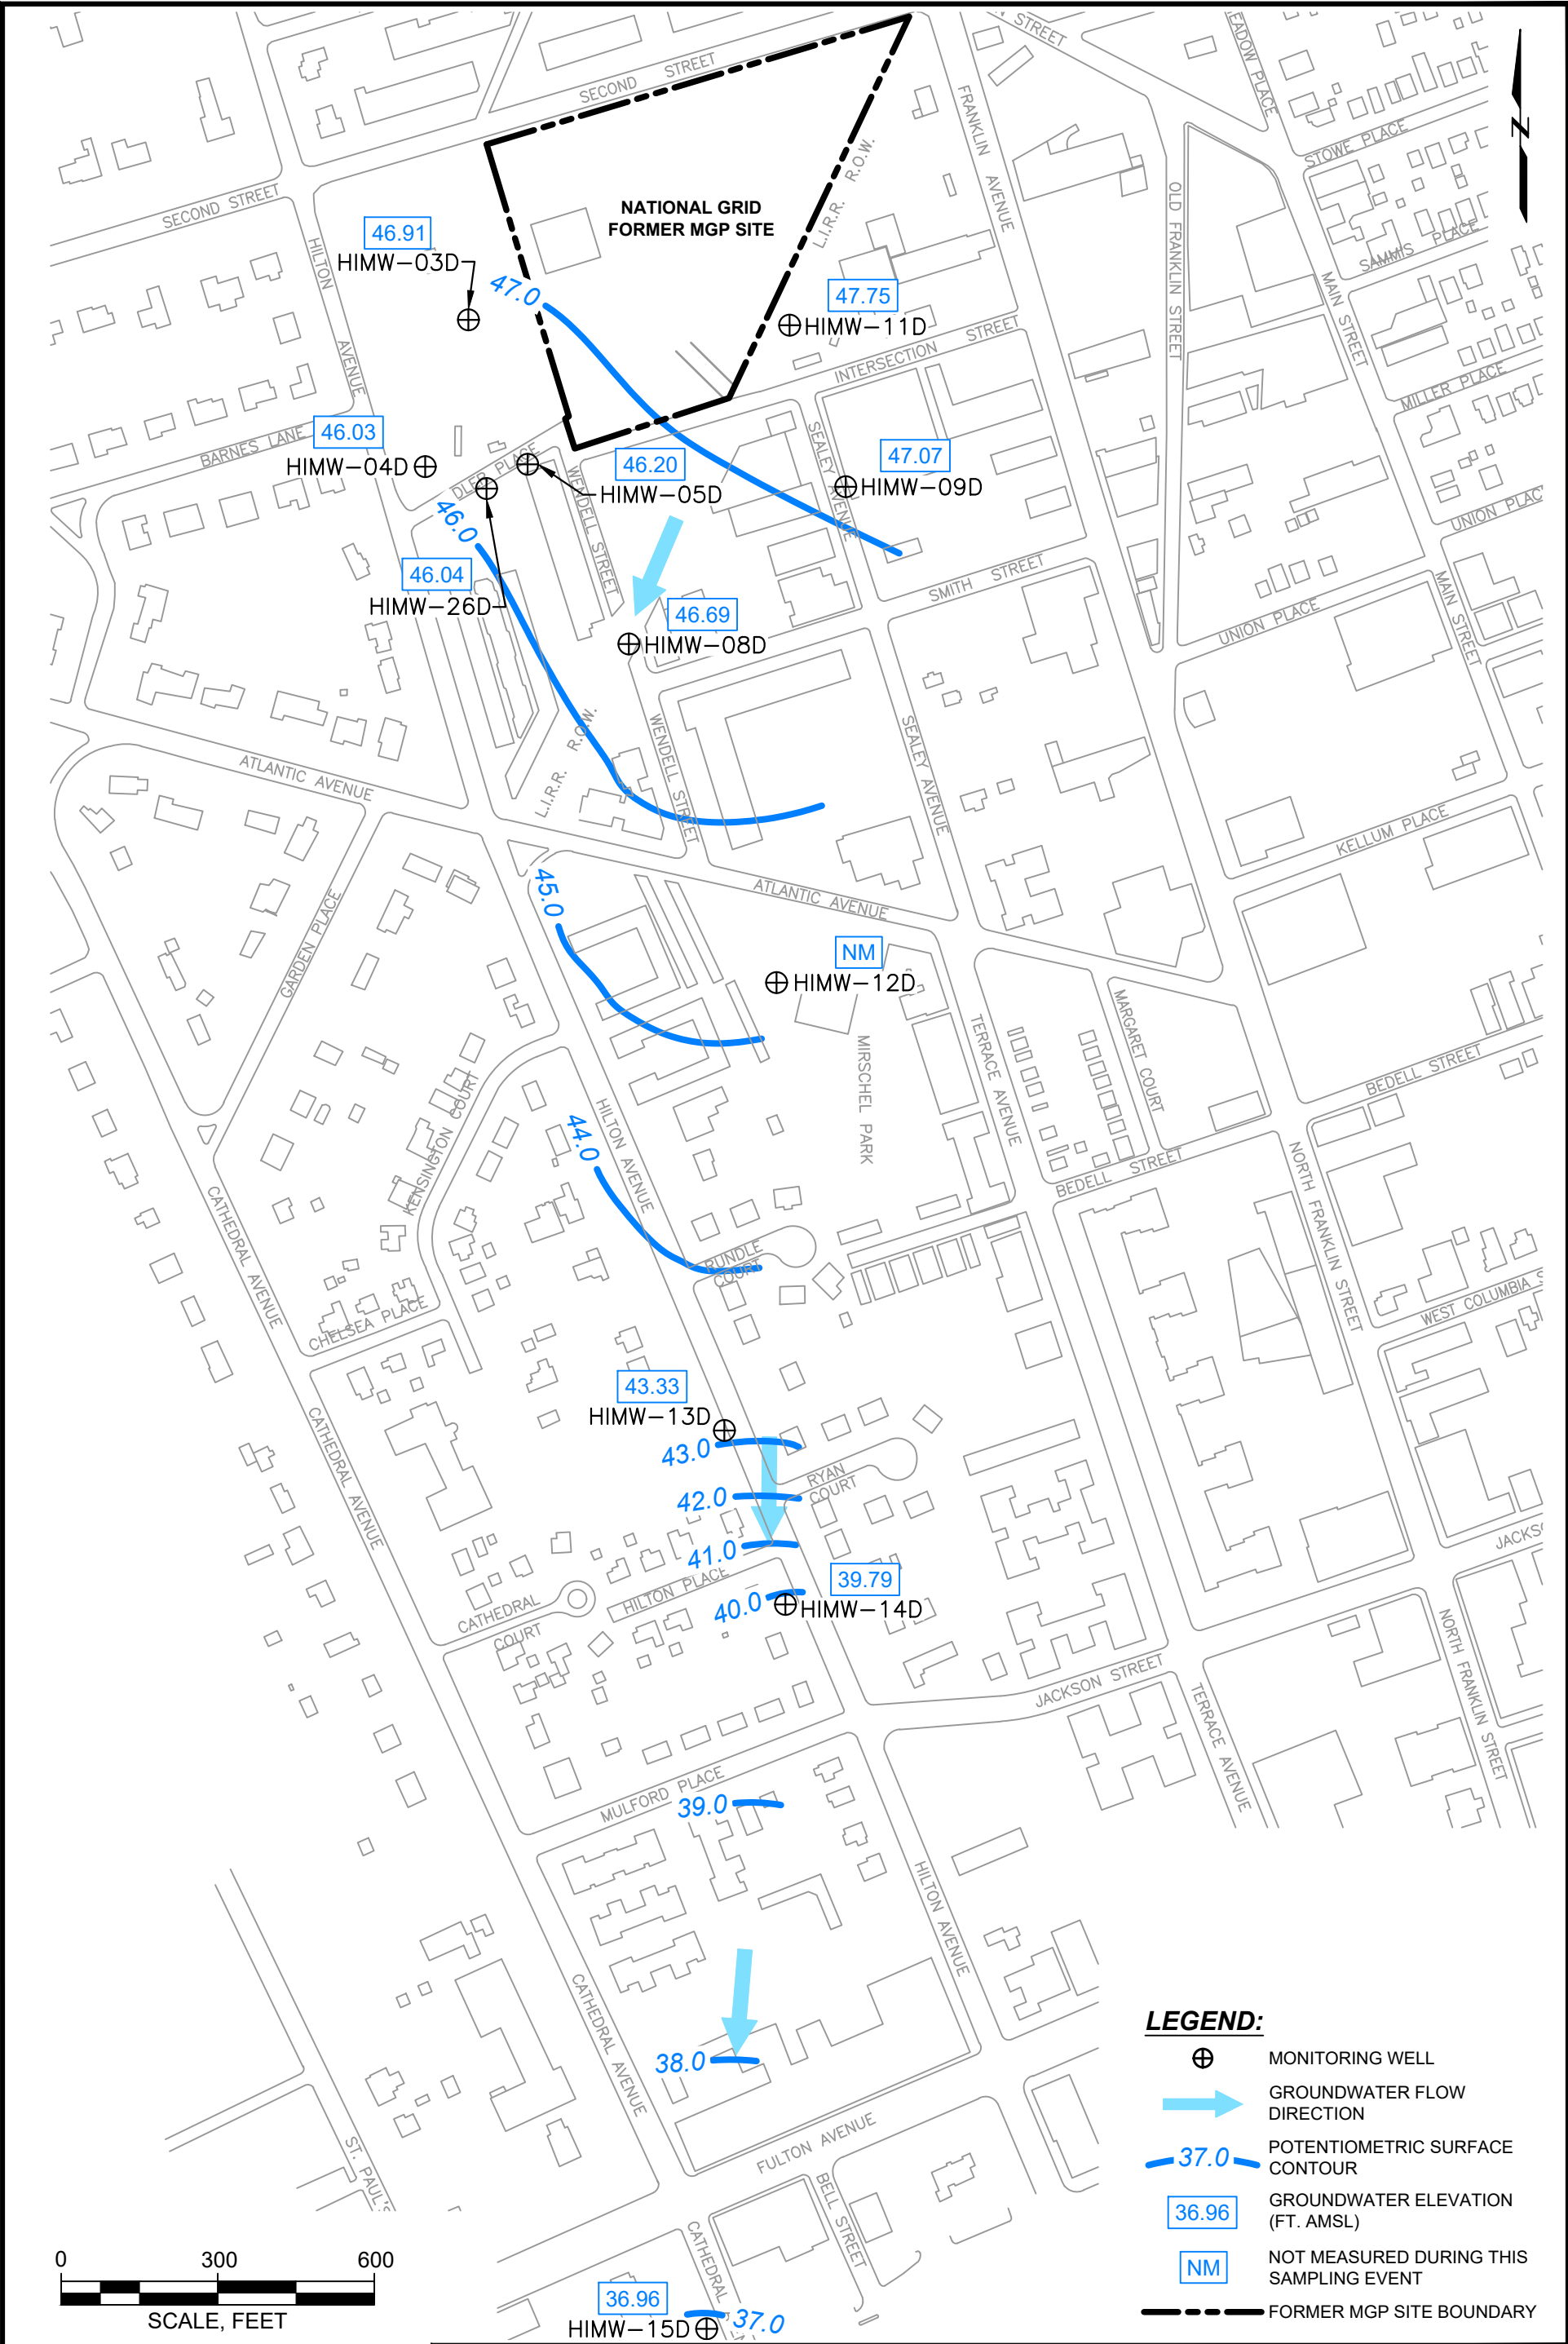 SECOND STREET
FRANKLIN AVENUE
STREET
STOWE PLACE
SAMMIS PLACE
N
OLD FRANKLIN STREET
MAIN STREET
MILLER PLACE
UNION PLAC
SECOND STREET
HILTON AVENUE
NATIONAL GRID
FORMER MGP SITE
L.I.R.R. R.O.W.
46.91
HIMW-03D
47.0
47.75
HIMW-11D
INTERSECTION STREET
BARNES LANE
46.03
HIMW-04D
DLER PLACE
46.20
HIMW-05D
WENDELL STREET
SEALEY AVENUE
47.07
HIMW-09D
46.0
46.04
HIMW-26D
46.69
HIMW-08D
SMITH STREET
UNION PLACE
MAIN STREET
L.I.R.R. R.O.W.
WENDELL STREET
SEALEY AVENUE
ATLANTIC AVENUE
KELLUM PLACE
45.0
ATLANTIC AVENUE
GARDEN PLACE
NM
HIMW-12D
MIRSCHEL PARK
TERRACE AVENUE
MARGARET COURT
BEDELL STREET
KENSINGTON COURT
44.0
HILTON AVENUE
BEDELL STREET
NORTH FRANKLIN STREET
CATHEDRAL AVENUE
RUNDLE
COURT
CHELSEA PLACE
WEST COLUMBIA S
43.33
HIMW-13D
43.0
CATHEDRAL AVENUE
RYAN
COURT
42.0
41.0
JACKS
39.79
HIMW-14D
40.0
HILTON PLACE
CATHEDRAL
COURT
JACKSON STREET
TERRACE AVENUE
NORTH FRANKLIN STREET
MULFORD PLACE
39.0
HILTON AVENUE
CATHEDRAL AVENUE
38.0
FULTON AVENUE
BELL STREET
ST. PAUL'S
CATHEDRAL
36.96
HIMW-15D
37.0
0 300 600
SCALE, FEET
LEGEND:
MONITORING WELL
GROUNDWATER FLOW
DIRECTION
37.0
POTENTIOMETRIC SURFACE
CONTOUR
36.96
GROUNDWATER ELEVATION
(FT. AMSL)
NM
NOT MEASURED DURING THIS
SAMPLING EVENT
FORMER MGP SITE BOUNDARY